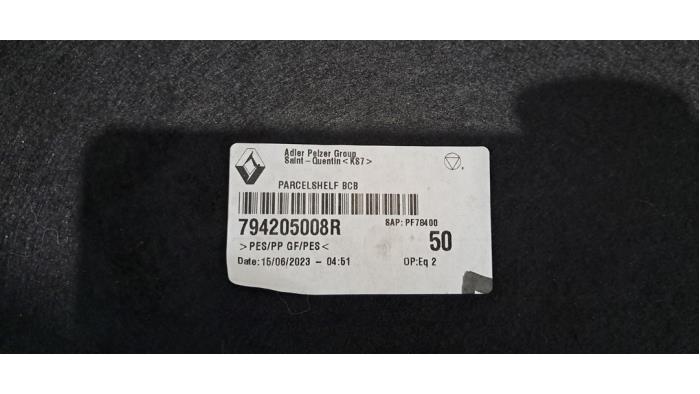 Adler Pelzer Group
Saint-Quentin <K87>
PARCELSHELF BCB
794205008R
SAP: PF78400
>PES/PP GF/PES<
50
Date:15/06/2023 - 04:51
OP:Eq 2